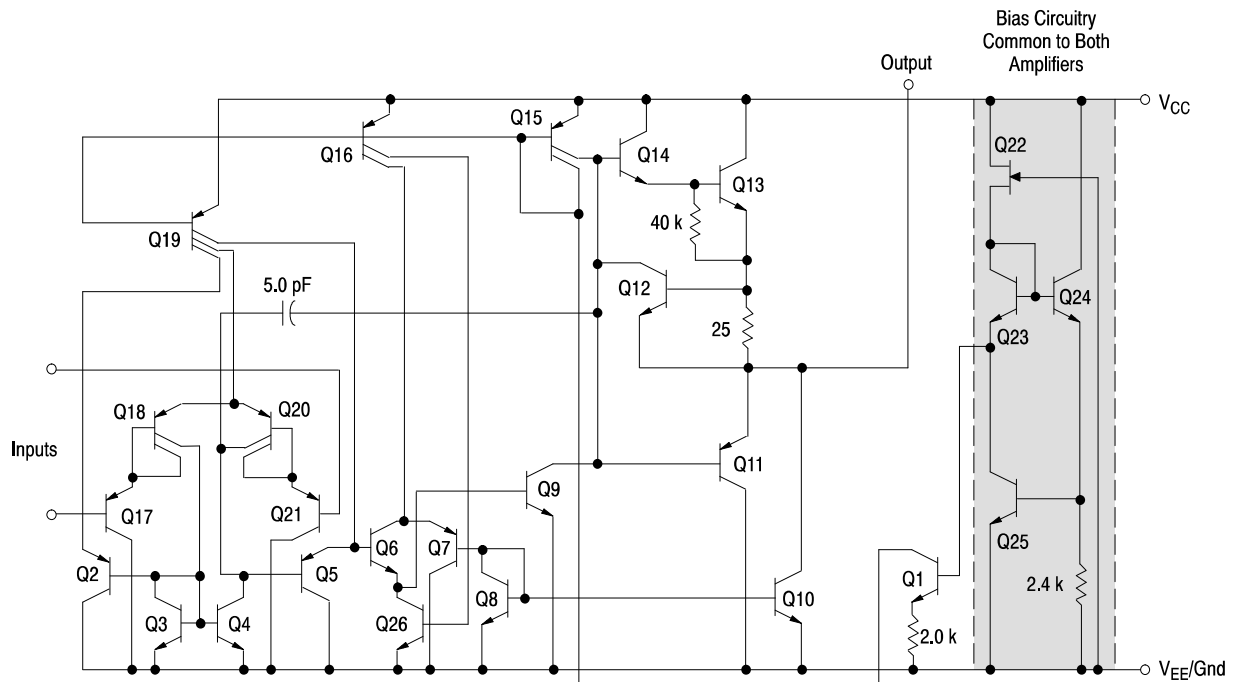 Bias Circuitry
Common to Both
Amplifiers
Output
VCC
Q15
Q22
Q16
Q14
Q13
40 k
Q19
Q12
Q24
5.0 pF
25
Q23
Q18
Q20
Inputs
Q11
Q9
Q17
Q21
Q25
Q6
Q7
Q2
Q5
Q1
Q8
2.4 k
Q3
Q4
Q26
Q10
2.0 k
VEE/Gnd